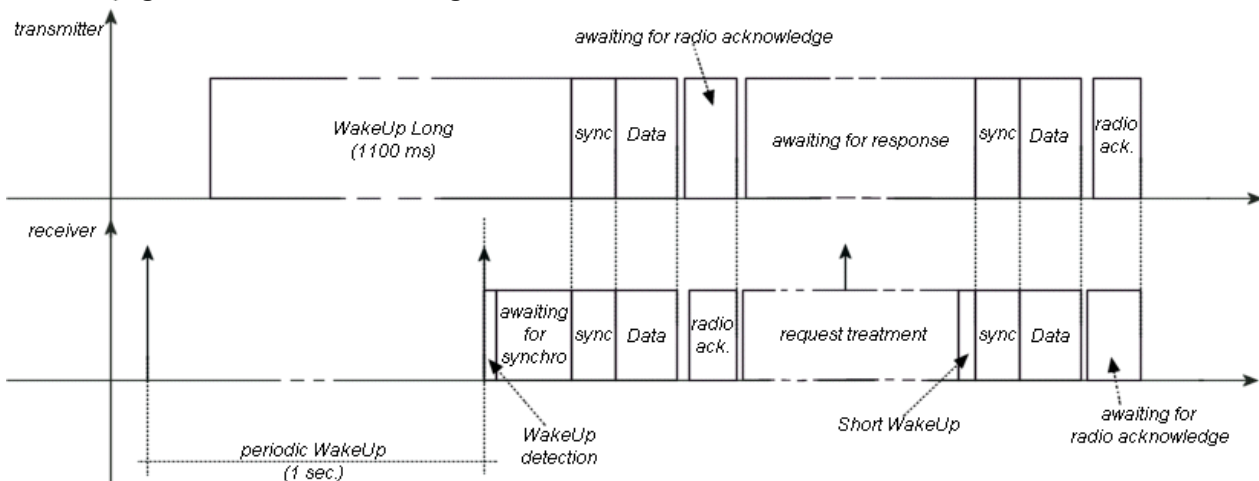 transmitter
awaiting for radio acknowledge
WakeUp Long
(1100 ms)
sync
Data
awaiting for response
sync
Data
radio
ack.
receiver
awaiting
for
synchro
sync
Data
radio
ack.
request treatment
sync
Data
WakeUp
detection
Short WakeUp
awaiting for
radio acknowledge
periodic WakeUp
(1 sec.)